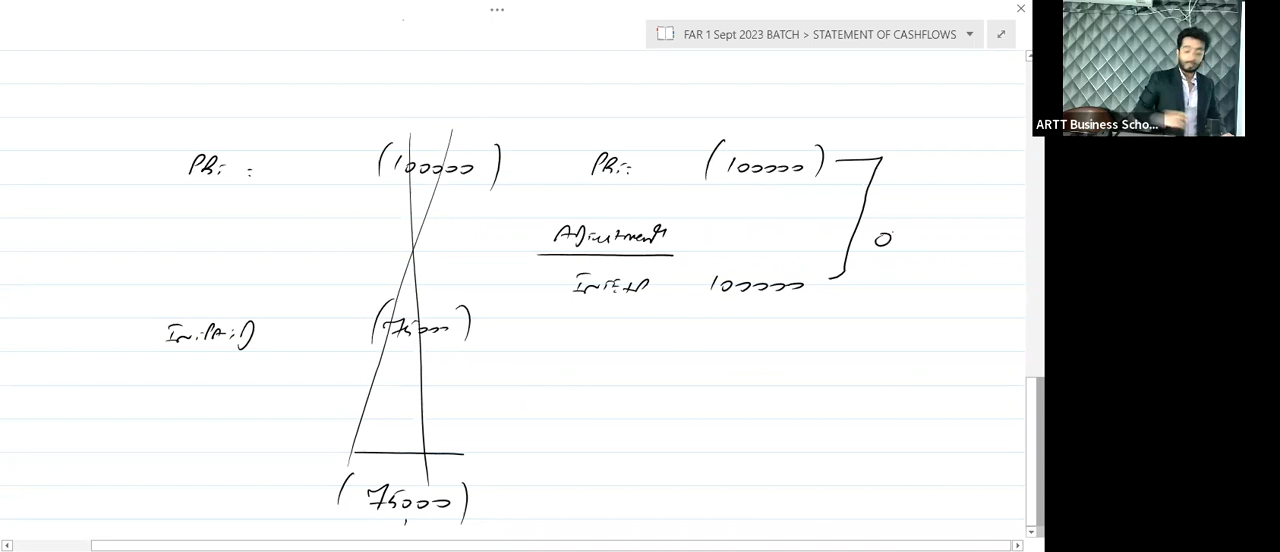 FAR 1 Sept 2023 BATCH > STATEMENT OF CASHFLOWS
ARTT Business Scho...
PBT: (100000)
PBT: (100000)
Adjustments
0
INT EXP 100000
INT. PAID (75000)
(75000)